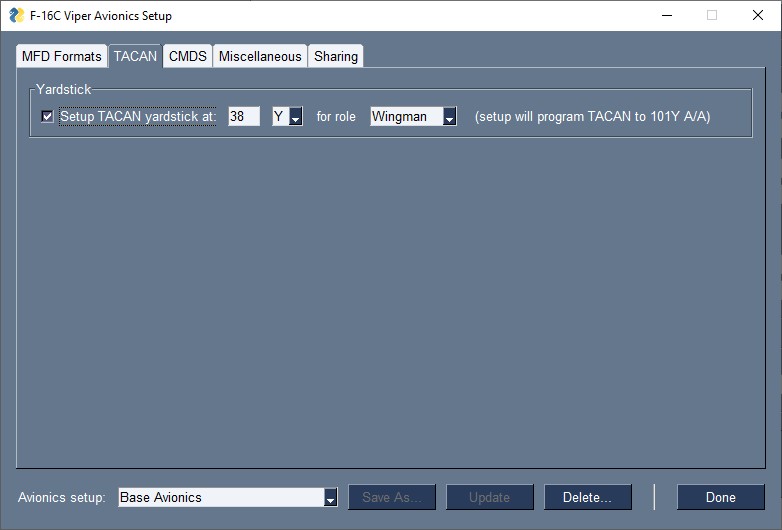 F-16C Viper Avionics Setup
MFD Formats TACAN CMDS Miscellaneous Sharing
Yardstick
Setup TACAN yardstick at: 38 Y for role Wingman (setup will program TACAN to 101Y A/A)
Avionics setup: Base Avionics Save As... Update Delete... Done